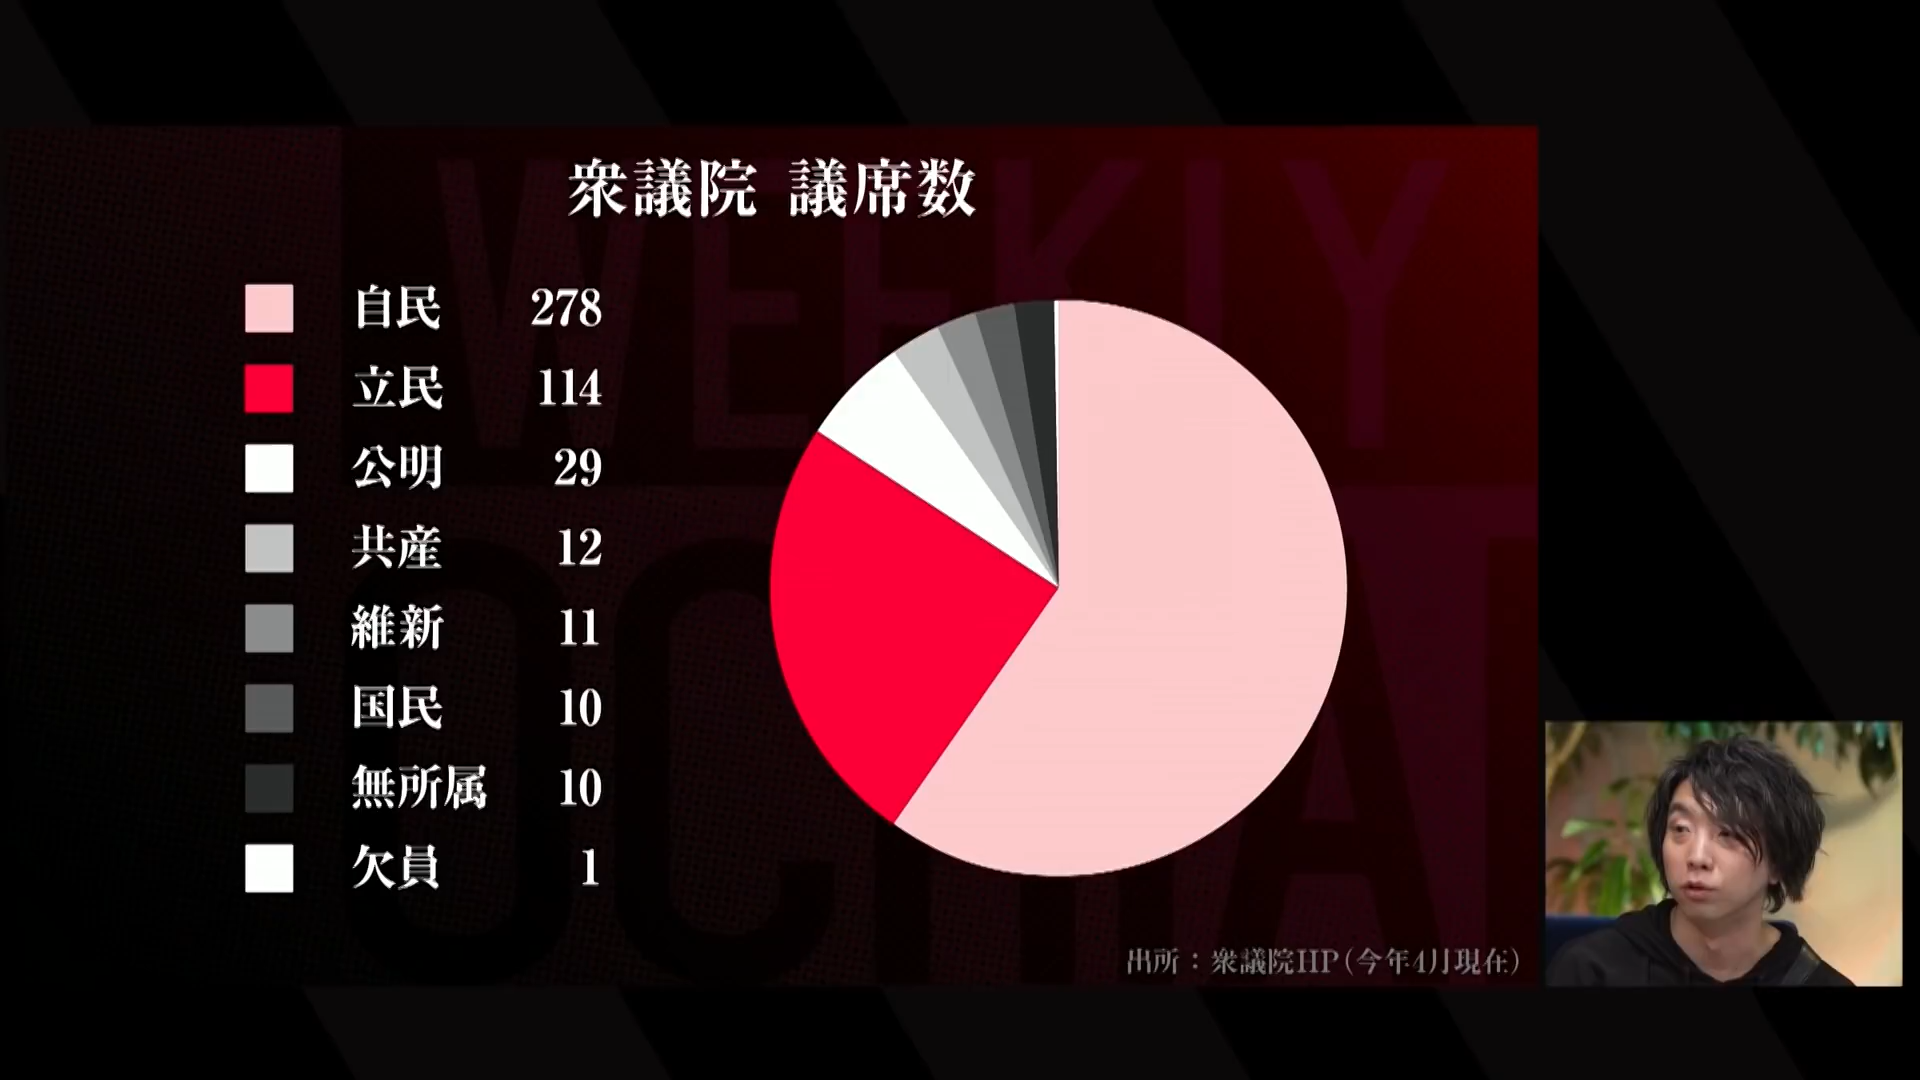 衆議院 議席数
自民 278
立民 114
公明 29
共産 12
維新 11
国民 10
無所属 10
欠員 1
出所：衆議院HP（今年4月現在）
WEEKLY
OCHIAI